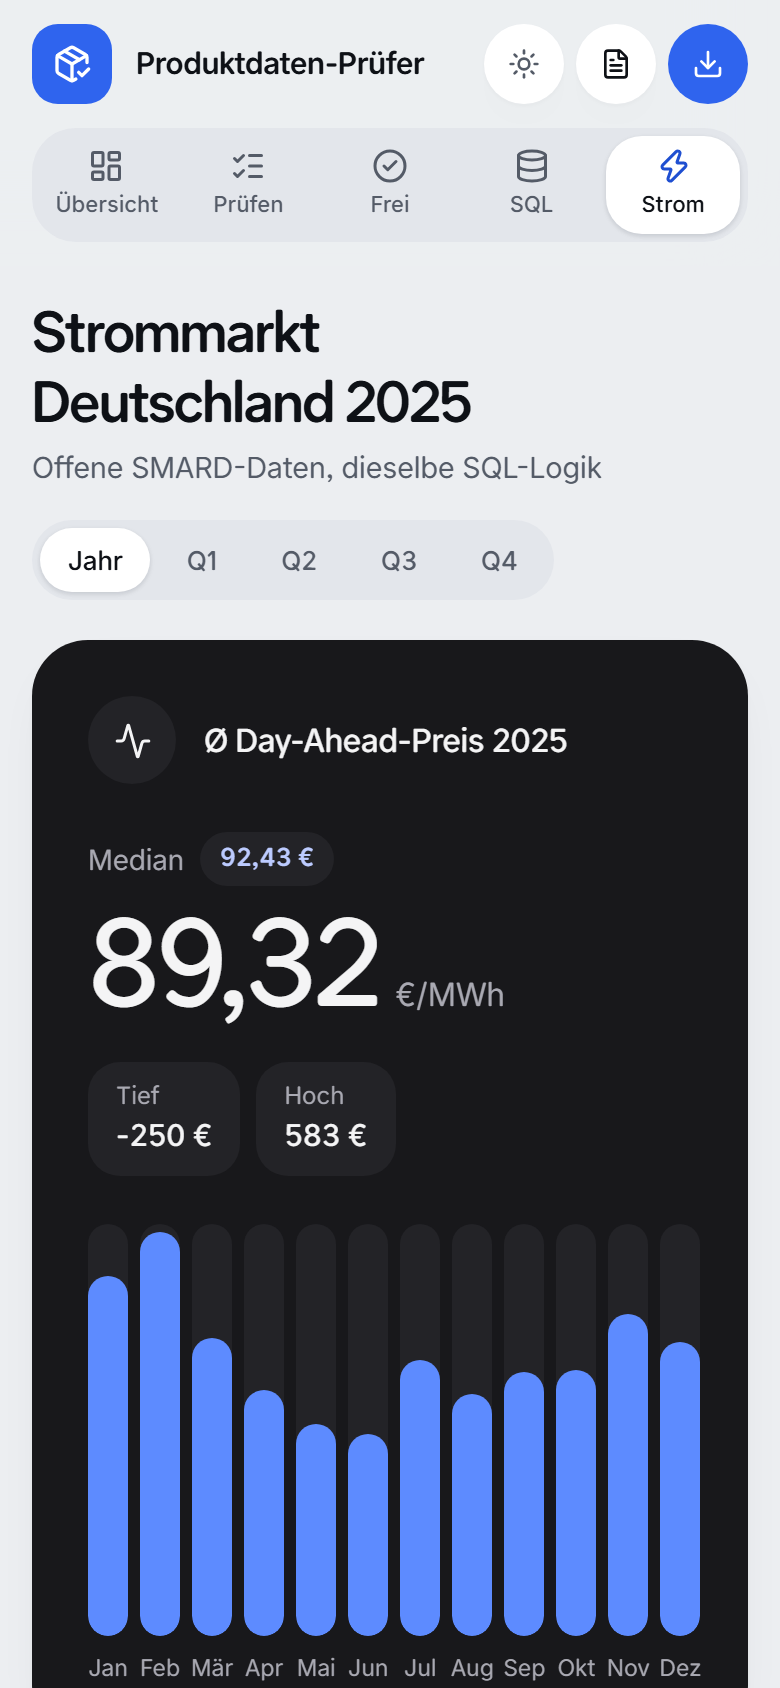 Produktdaten-Prüfer
Übersicht Prüfen Frei SQL Strom
Strommarkt
Deutschland 2025
Offene SMARD-Daten, dieselbe SQL-Logik
Jahr Q1 Q2 Q3 Q4
Ø Day-Ahead-Preis 2025
Median 92,43 €
89,32 €/MWh
Tief Hoch
-250 € 583 €
Jan Feb Mär Apr Mai Jun Jul Aug Sep Okt Nov Dez